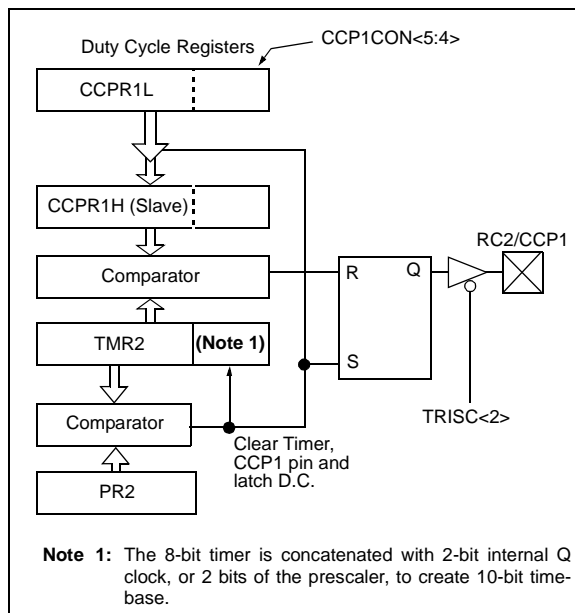 Duty Cycle Registers
CCP1CON<5:4>
CCPR1L
CCPR1H (Slave)
Comparator
R
Q
RC2/CCP1
TMR2
(Note 1)
S
Comparator
TRISC<2>
Clear Timer,
CCP1 pin and
latch D.C.
PR2
Note 1: The 8-bit timer is concatenated with 2-bit internal Q
clock, or 2 bits of the prescaler, to create 10-bit time-
base.